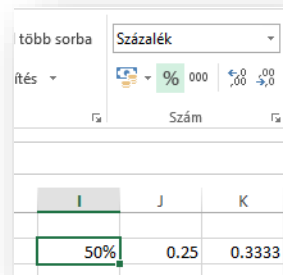 l több sorba Százalék
ítés % 000 ←,0 ,00 ,00 →,0
Szám
I J K
50% 0.25 0.3333